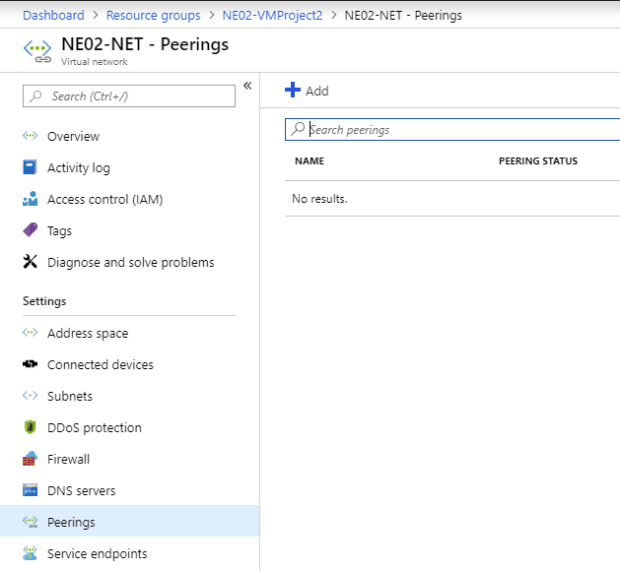 Dashboard > Resource groups > NE02-VMProject2 > NE02-NET - Peerings
NE02-NET - Peerings
Virtual network
Search (Ctrl+/)
«
Overview
Activity log
Access control (IAM)
Tags
Diagnose and solve problems
Settings
Address space
Connected devices
Subnets
DDoS protection
Firewall
DNS servers
Peerings
Service endpoints
Add
Search peerings
NAME PEERING STATUS
No results.